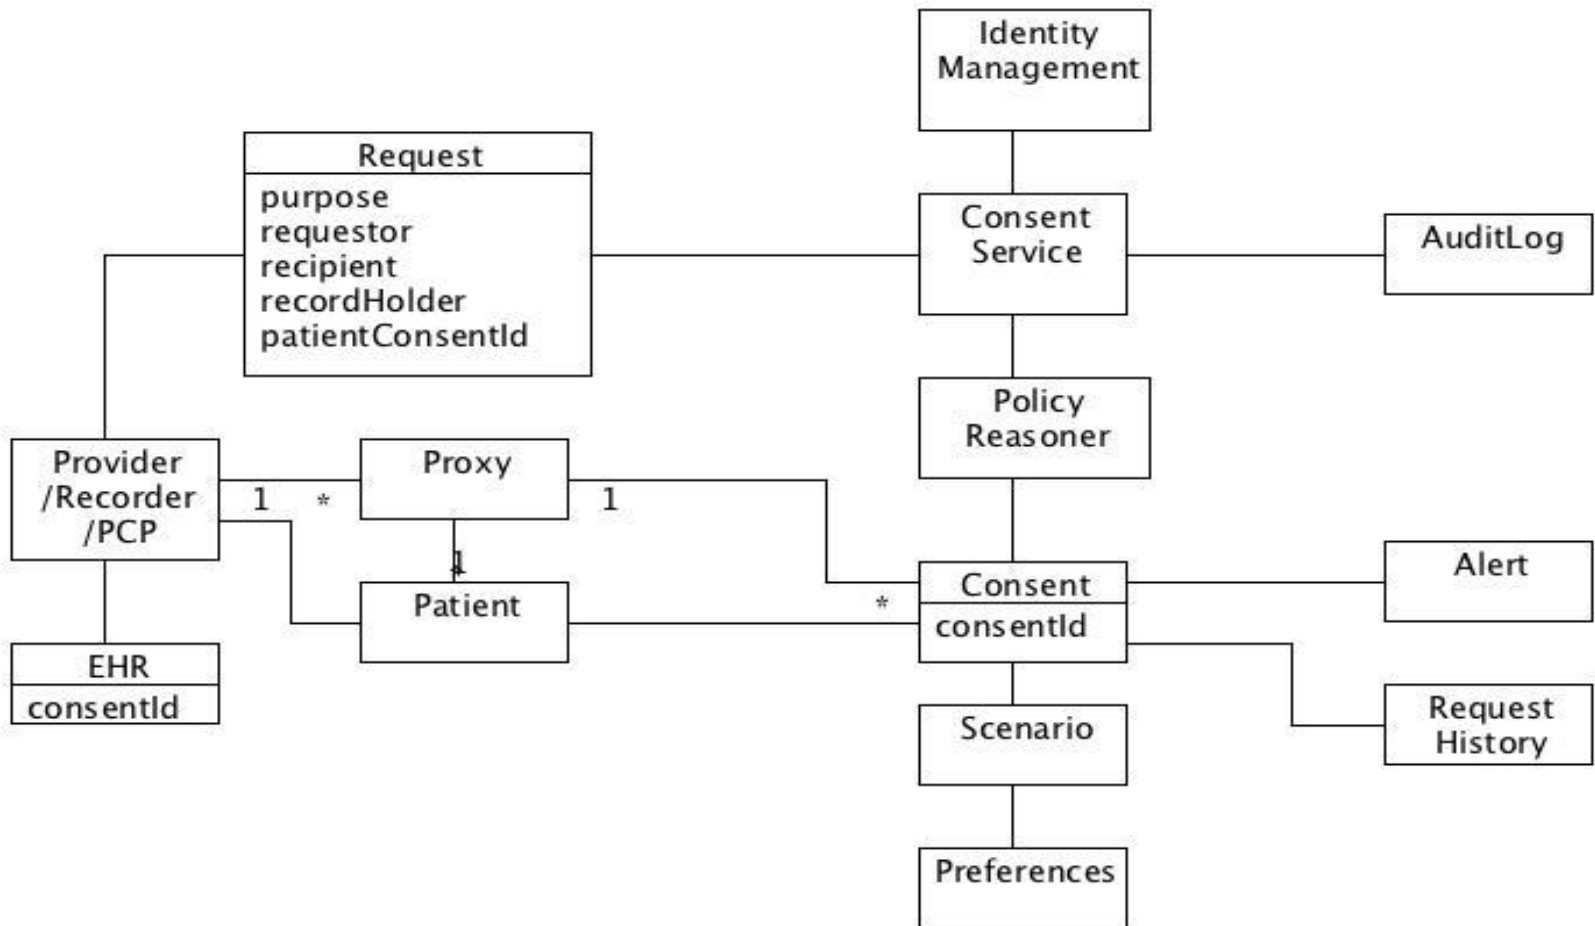 Identity
Management
Request
purpose
requestor
recipient
recordHolder
patientConsentId
Consent
Service
AuditLog
Policy
Reasoner
Provider
/Recorder
/PCP
1
*
Proxy
1
1
Patient
*
Consent
consentId
Alert
EHR
consentId
Scenario
Request
History
Preferences